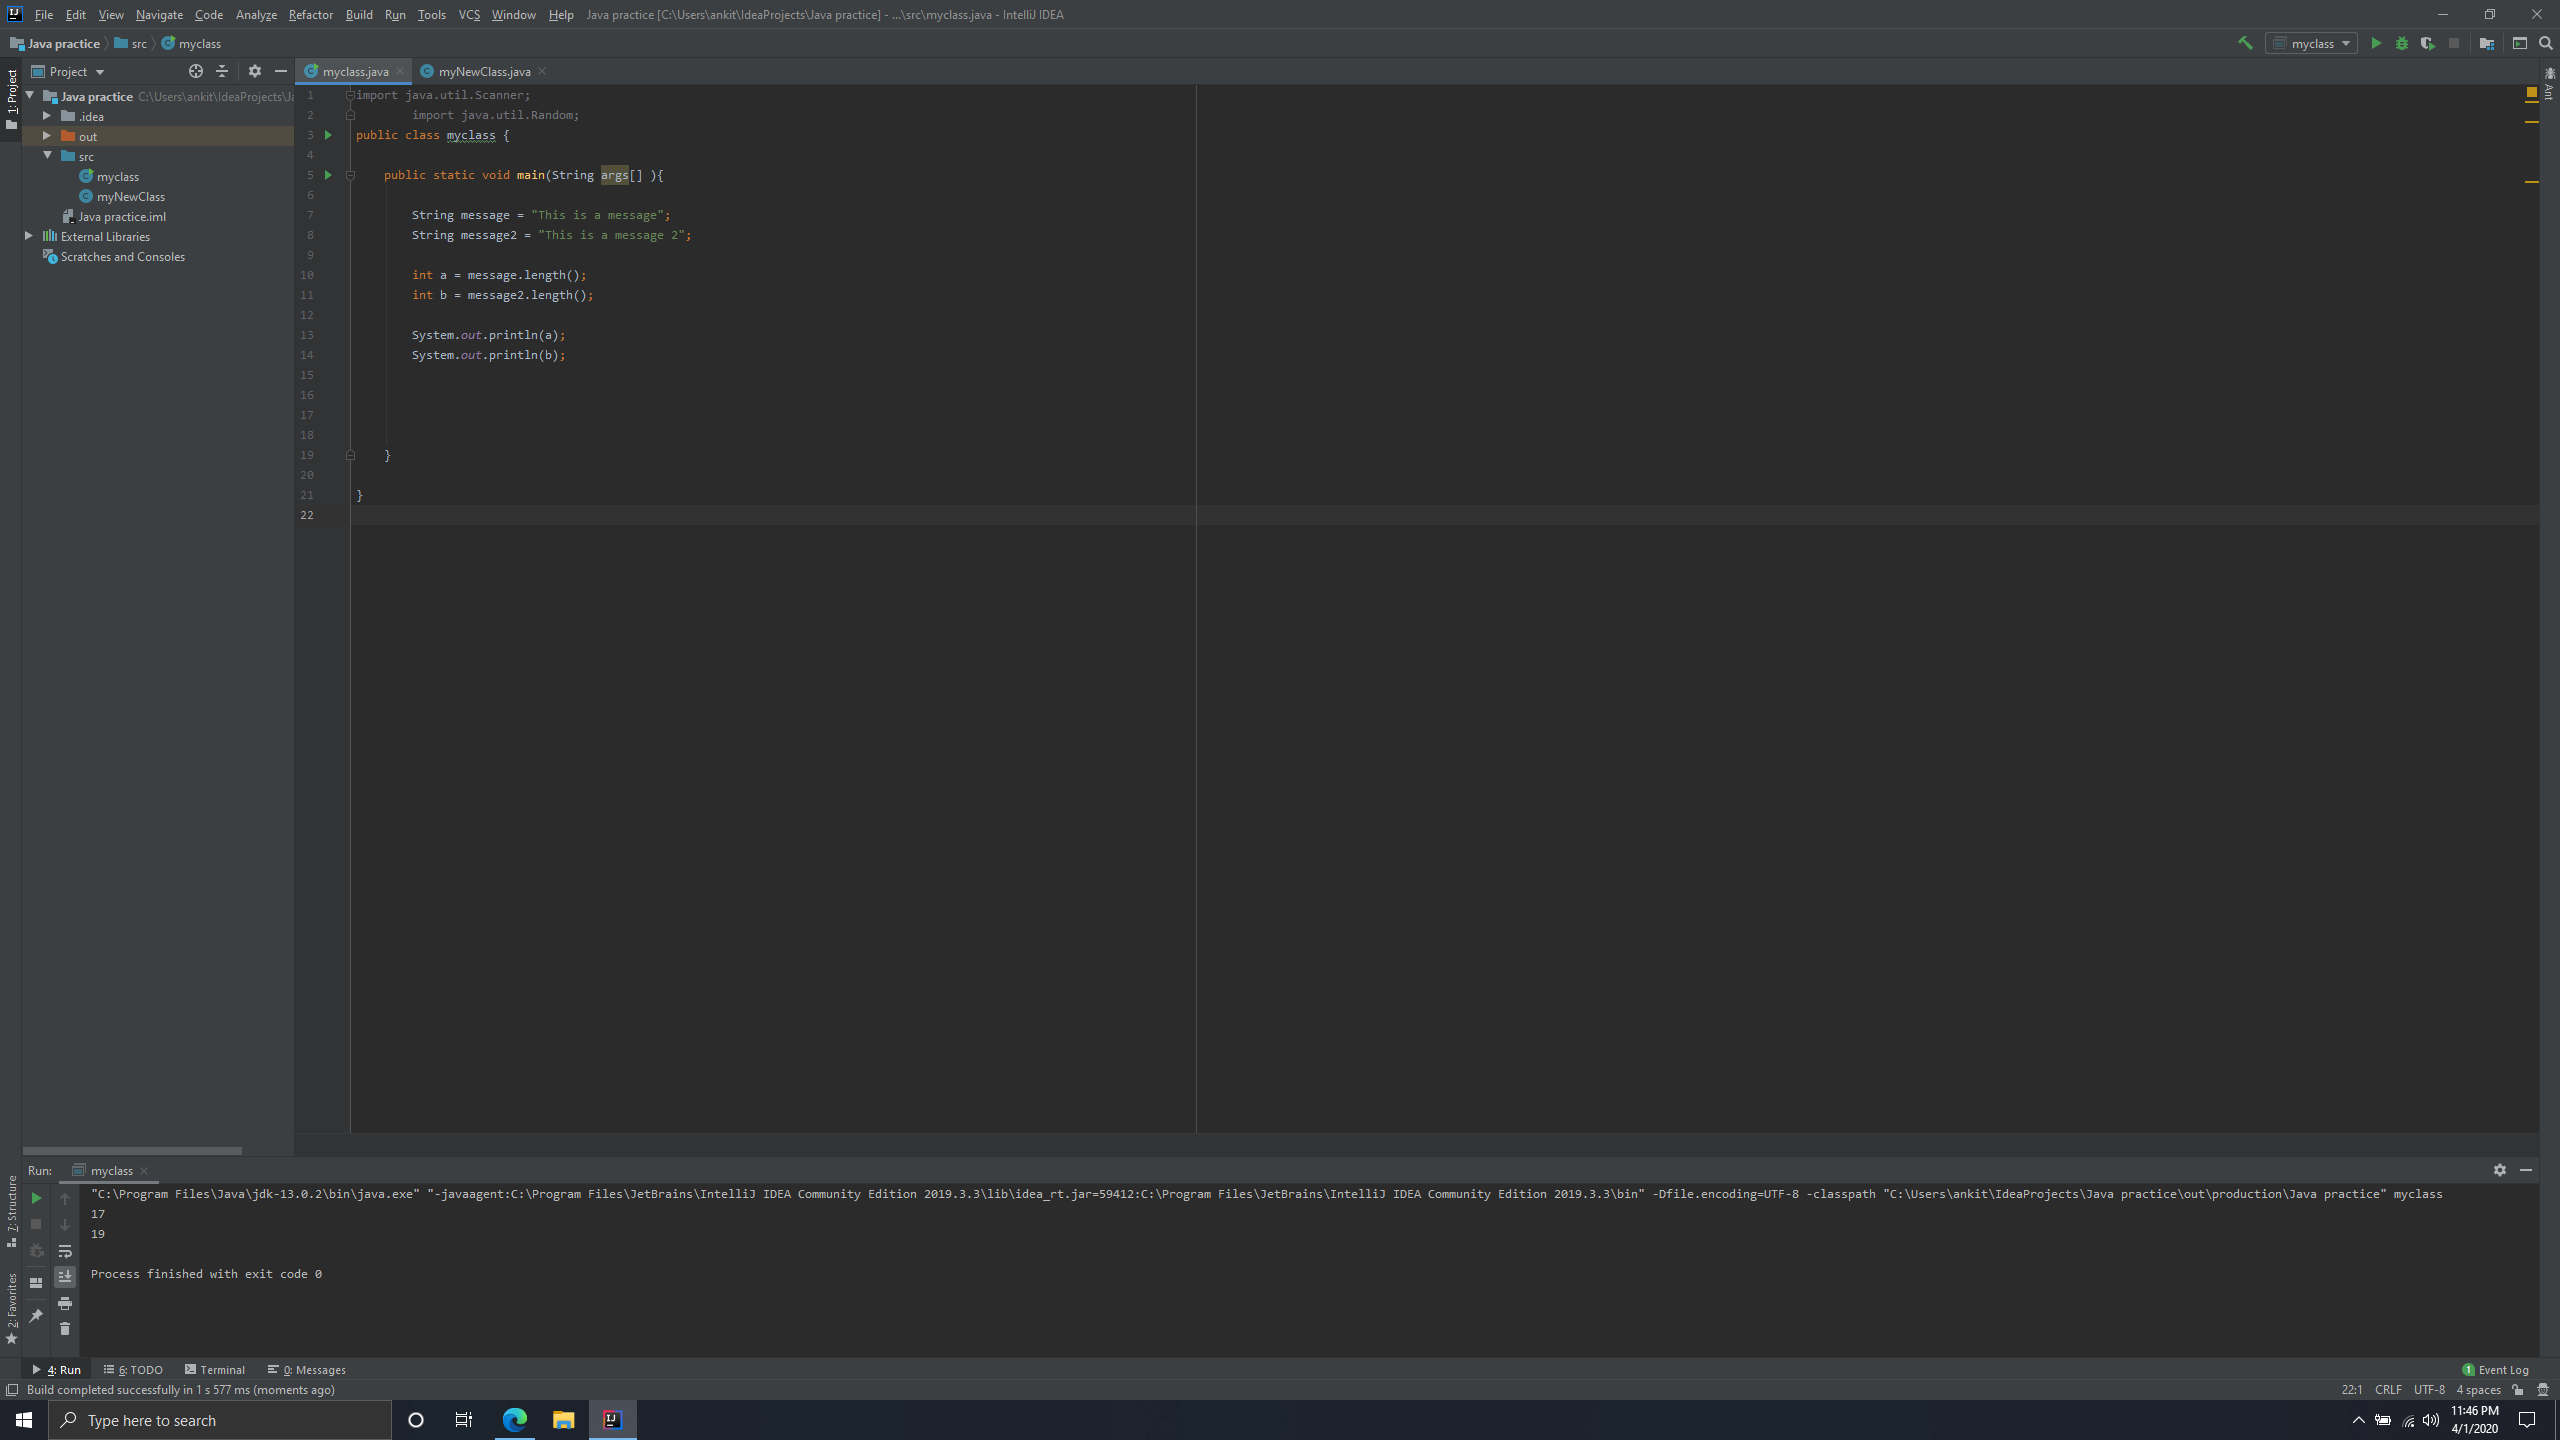 File Edit View Navigate Code Analyze Refactor Build Run Tools VCS Window Help Java practice [C:\Users\ankit\IdeaProjects\Java practice] - ...\src\myclass.java - IntelliJ IDEA
Java practice src myclass
myclass
Project
myclass.java
myNewClass.java
1: Project
Ant
Java practice C:\Users\ankit\IdeaProjects\Ja
.idea
out
src
myclass
myNewClass
Java practice.iml
External Libraries
Scratches and Consoles
1 import java.util.Scanner;
2 import java.util.Random;
3 public class myclass {
4
5 public static void main(String args[] ){
6
7 String message = "This is a message";
8 String message2 = "This is a message 2";
9
10 int a = message.length();
11 int b = message2.length();
12
13 System.out.println(a);
14 System.out.println(b);
15
16
17
18
19 }
20
21 }
22
7: Structure
2: Favorites
Run: myclass
"C:\Program Files\Java\jdk-13.0.2\bin\java.exe" "-javaagent:C:\Program Files\JetBrains\IntelliJ IDEA Community Edition 2019.3.3\lib\idea_rt.jar=59412:C:\Program Files\JetBrains\IntelliJ IDEA Community Edition 2019.3.3\bin" -Dfile.encoding=UTF-8 -classpath "C:\Users\ankit\IdeaProjects\Java practice\out\production\Java practice" myclass
17
19
Process finished with exit code 0
4: Run 6: TODO Terminal 0: Messages
1 Event Log
Build completed successfully in 1 s 577 ms (moments ago)
22:1 CRLF UTF-8 4 spaces
Type here to search
11:46 PM
4/1/2020